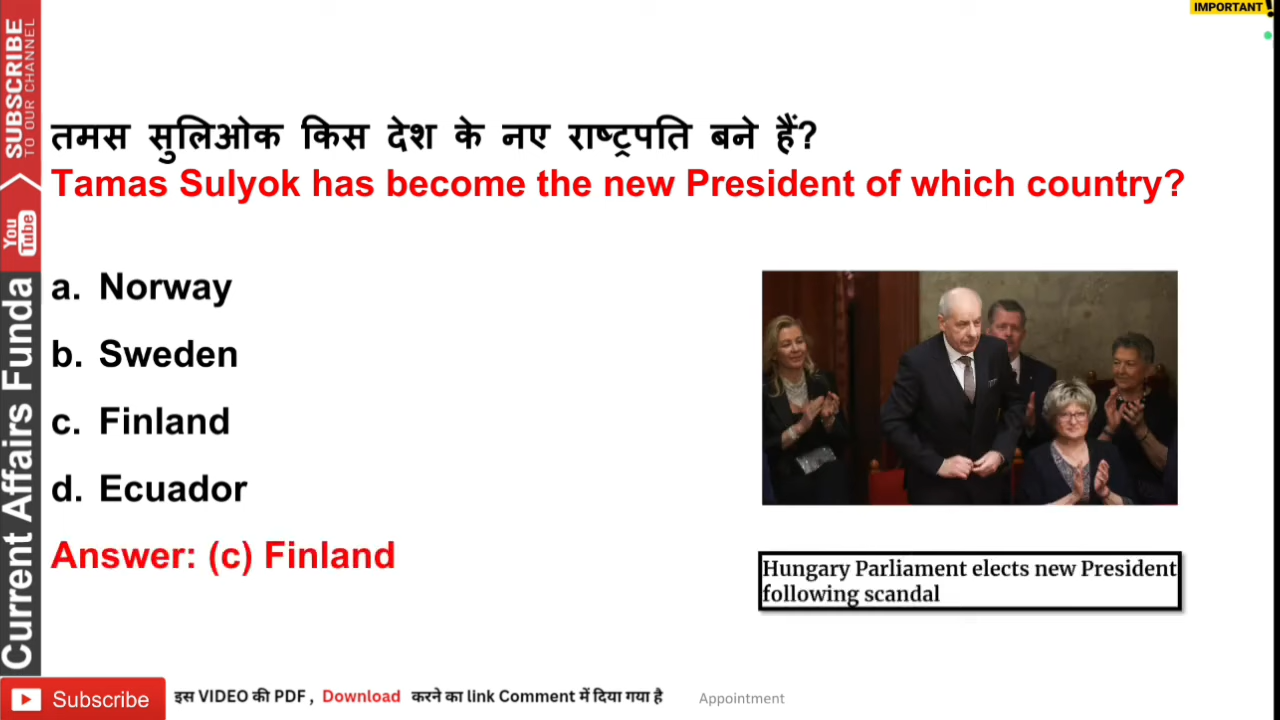 IMPORTANT !
SUBSCRIBE
TO OUR CHANNEL
You
Tube
Current Affairs Funda
तमस सुलिओक किस देश के नए राष्ट्रपति बने हैं?
Tamas Sulyok has become the new President of which country?
a. Norway
b. Sweden
c. Finland
d. Ecuador
Answer: (c) Finland
Hungary Parliament elects new President
following scandal
Subscribe
इस VIDEO की PDF , Download करने का link Comment में दिया गया है
Appointment